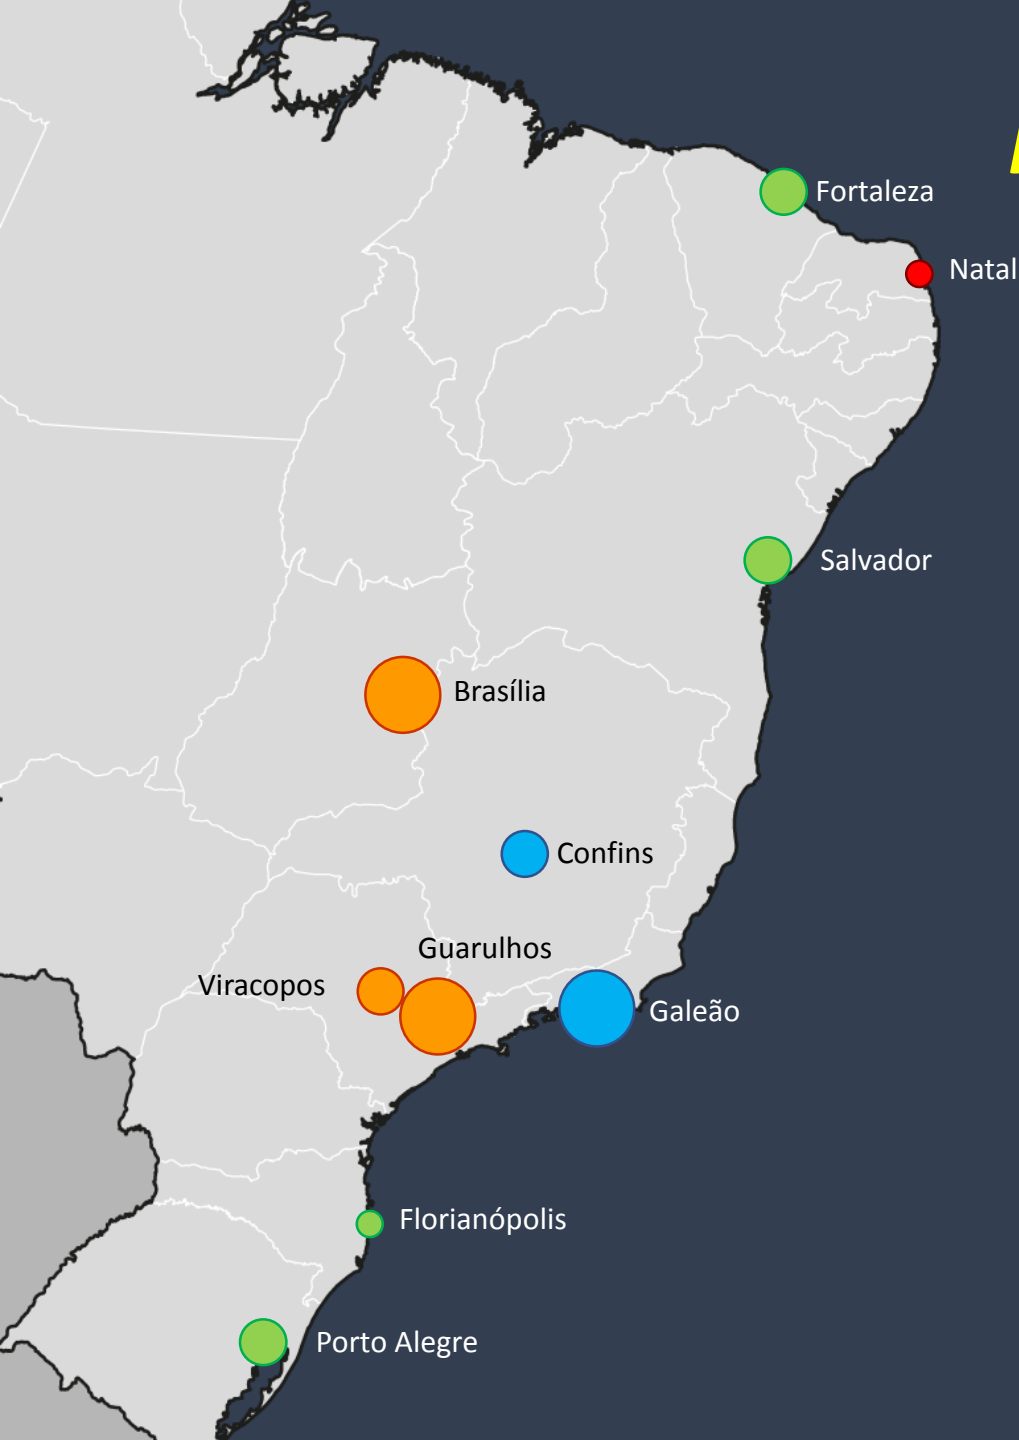 Fortaleza
Natal
Salvador
Brasília
Confins
Guarulhos
Viracopos
Galeão
Florianópolis
Porto Alegre